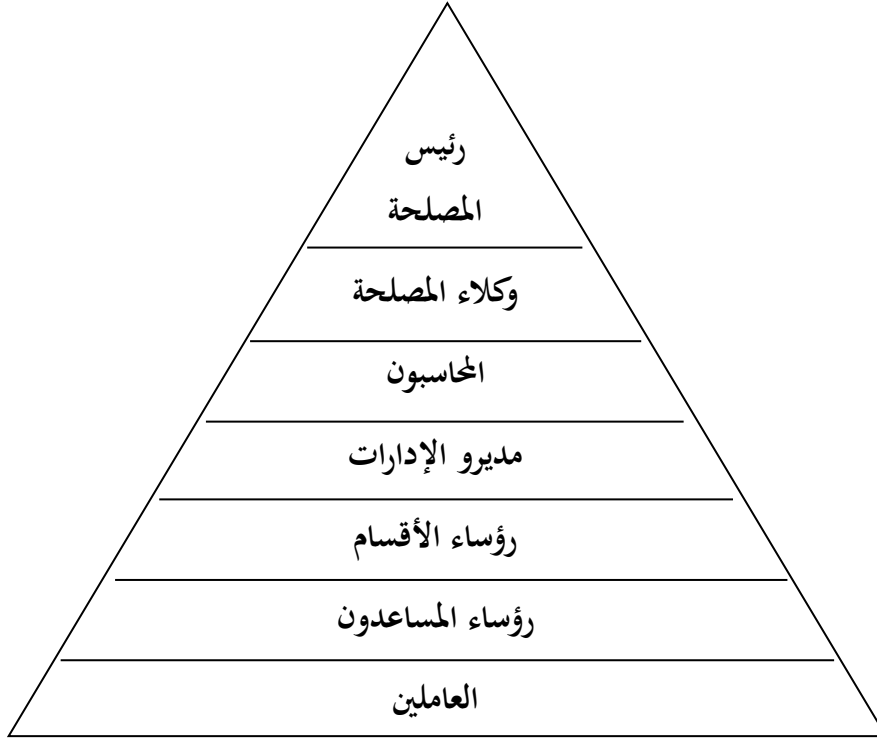 رئيس
المصلحة
وكلاء المصلحة
المحاسبون
مديرو الإدارات
رؤساء الأقسام
رؤساء المساعدون
العاملين